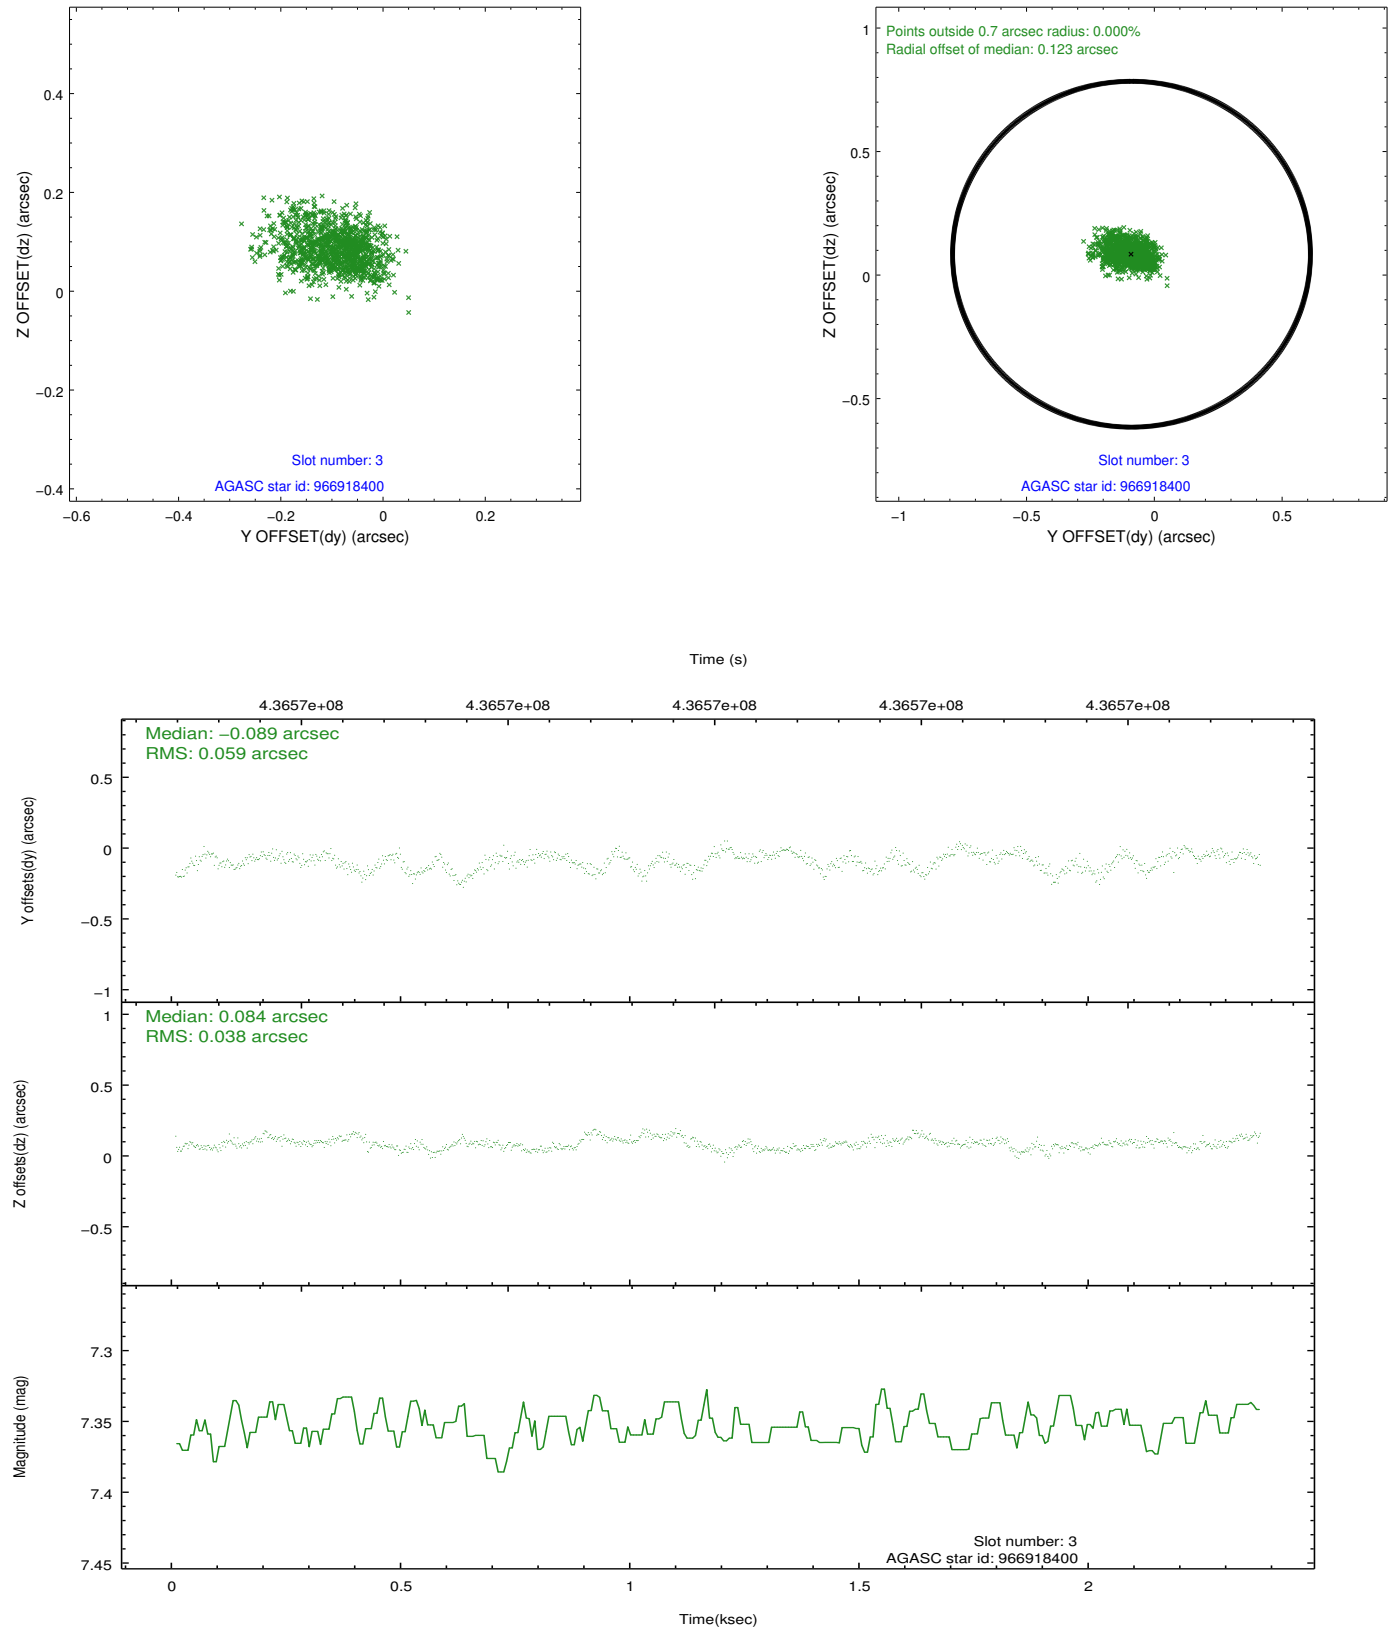 0.4
0.2
0
−0.2
−0.4
Z OFFSET(dz) (arcsec)
Slot number: 3
AGASC star id: 966918400
−0.6
−0.4
−0.2
0
0.2
Y OFFSET(dy) (arcsec)
Points outside 0.7 arcsec radius: 0.000%
Radial offset of median: 0.123 arcsec
1
0.5
0
−0.5
Z OFFSET(dz) (arcsec)
Slot number: 3
AGASC star id: 966918400
−1
−0.5
0
0.5
Y OFFSET(dy) (arcsec)
Time (s)
4.3657e+08
4.3657e+08
4.3657e+08
4.3657e+08
4.3657e+08
Median: −0.089 arcsec
RMS: 0.059 arcsec
0.5
0
−0.5
−1
Y offsets(dy) (arcsec)
Median: 0.084 arcsec
RMS: 0.038 arcsec
1
0.5
0
−0.5
Z offsets(dz) (arcsec)
7.3
7.35
7.4
7.45
Magnitude (mag)
Slot number: 3
AGASC star id: 966918400
0
0.5
1
1.5
2
Time(ksec)